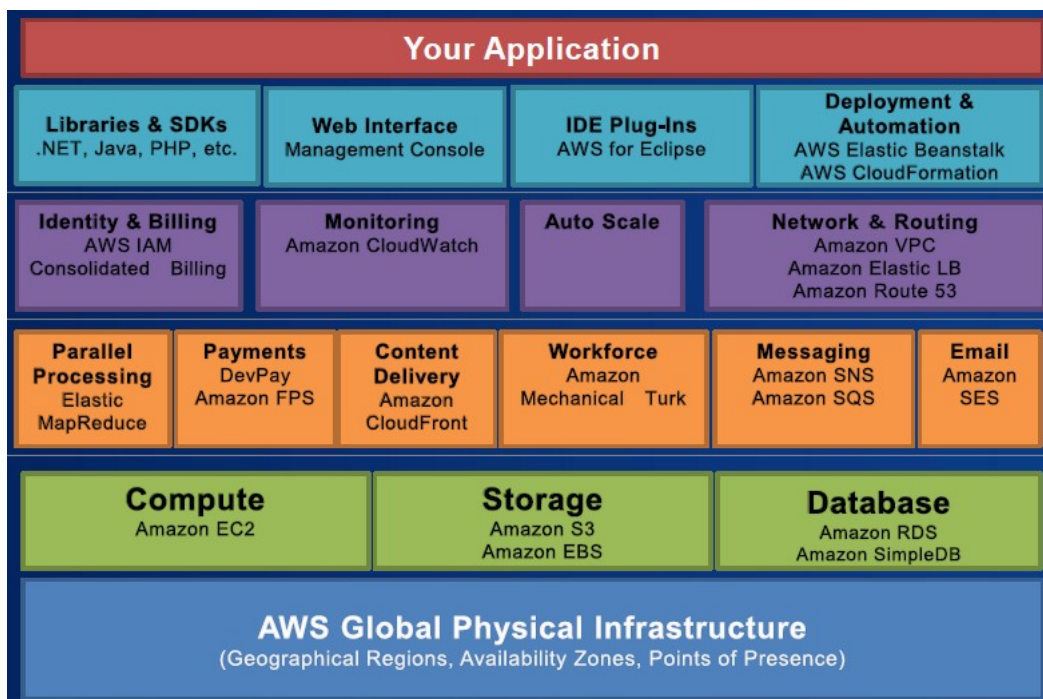 Your Application
Libraries & SDKs
.NET, Java, PHP, etc.
Web Interface
Management Console
IDE Plug-Ins
AWS for Eclipse
Deployment &
Automation
AWS Elastic Beanstalk
AWS CloudFormation
Identity & Billing
AWS IAM
Consolidated Billing
Monitoring
Amazon CloudWatch
Auto Scale
Network & Routing
Amazon VPC
Amazon Elastic LB
Amazon Route 53
Parallel
Processing
Elastic
MapReduce
Payments
DevPay
Amazon FPS
Content
Delivery
Amazon
CloudFront
Workforce
Amazon
Mechanical Turk
Messaging
Amazon SNS
Amazon SQS
Email
Amazon
SES
Compute
Amazon EC2
Storage
Amazon S3
Amazon EBS
Database
Amazon RDS
Amazon SimpleDB
AWS Global Physical Infrastructure
(Geographical Regions, Availability Zones, Points of Presence)